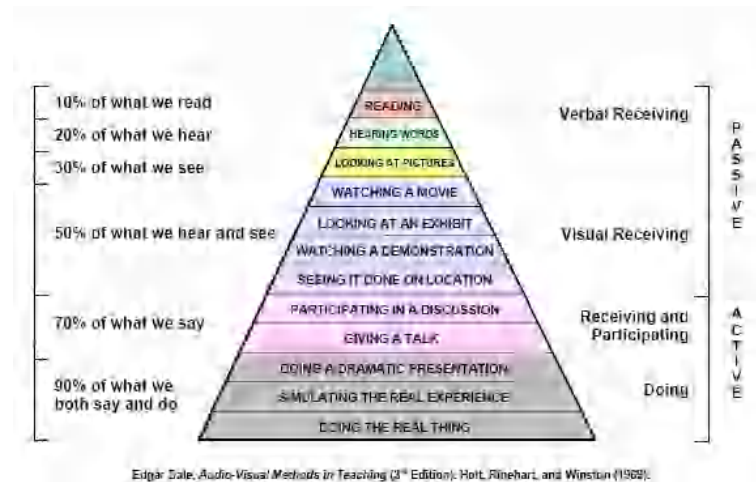 10% of what we read
20% of what we hear
30% of what we see
50% of what we hear and see
70% of what we say
90% of what we
both say and do
READING
HEARING WORDS
LOOKING AT PICTURES
WATCHING A MOVIE
LOOKING AT AN EXHIBIT
WATCHING A DEMONSTRATION
SEEING IT DONE ON LOCATION
PARTICIPATING IN A DISCUSSION
GIVING A TALK
DOING A DRAMATIC PRESENTATION
SIMULATING THE REAL EXPERIENCE
DOING THE REAL THING
Verbal Receiving
Visual Receiving
Receiving and
Participating
Doing
PASSIVE
ACTIVE
Edgar Dale, Audio-Visual Methods in Teaching (3rd Edition). Holt, Rinehart, and Winston (1969).